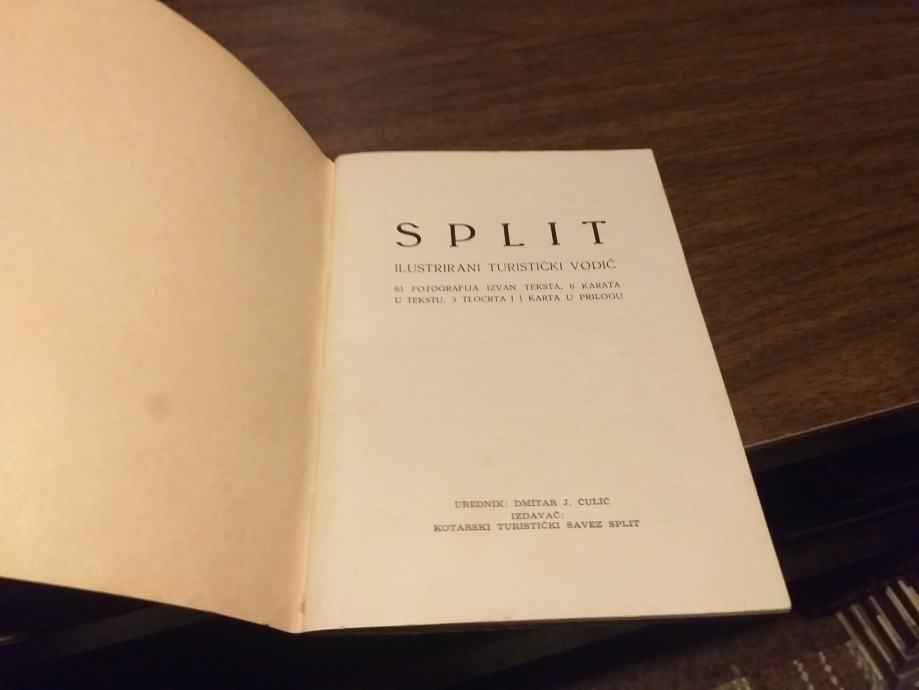 SPLIT
ILUSTRIRANI TURISTIČKI VODIČ
61 FOTOGRAFIJA IZVAN TEKSTA, 6 KARATA
U TEKSTU, 3 TLOCRTA I 1 KARTA U PRILOGU
UREDNIK: DMITAR J. ČULIĆ
IZDAVAČ:
KOTARSKI TURISTIČKI SAVEZ SPLIT